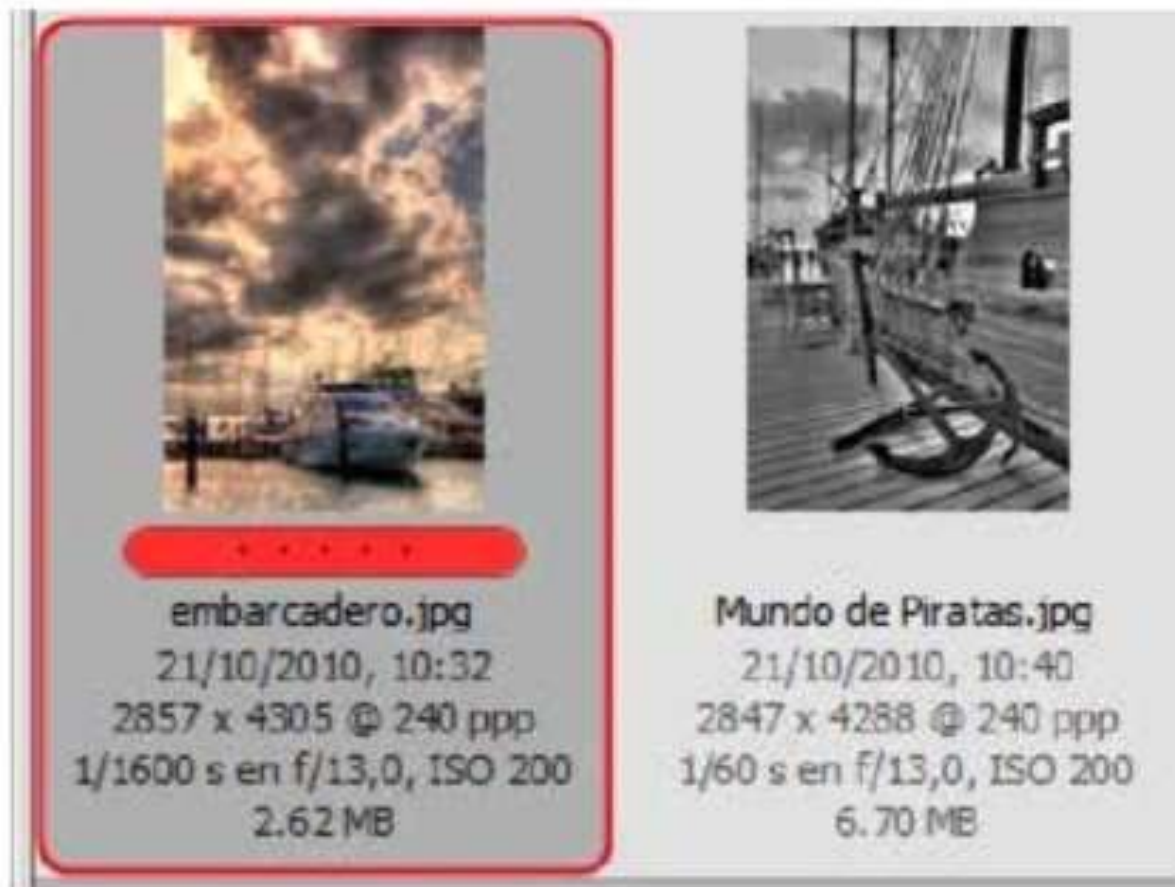 embarcadero.jpg
21/10/2010, 10:32
2857 x 4305 @ 240 ppp
1/1600 s en f/13,0, ISO 200
2.62 MB
Mundo de Piratas.jpg
21/10/2010, 10:40
2847 x 4288 @ 240 ppp
1/60 s en f/13,0, ISO 200
6.70 MB